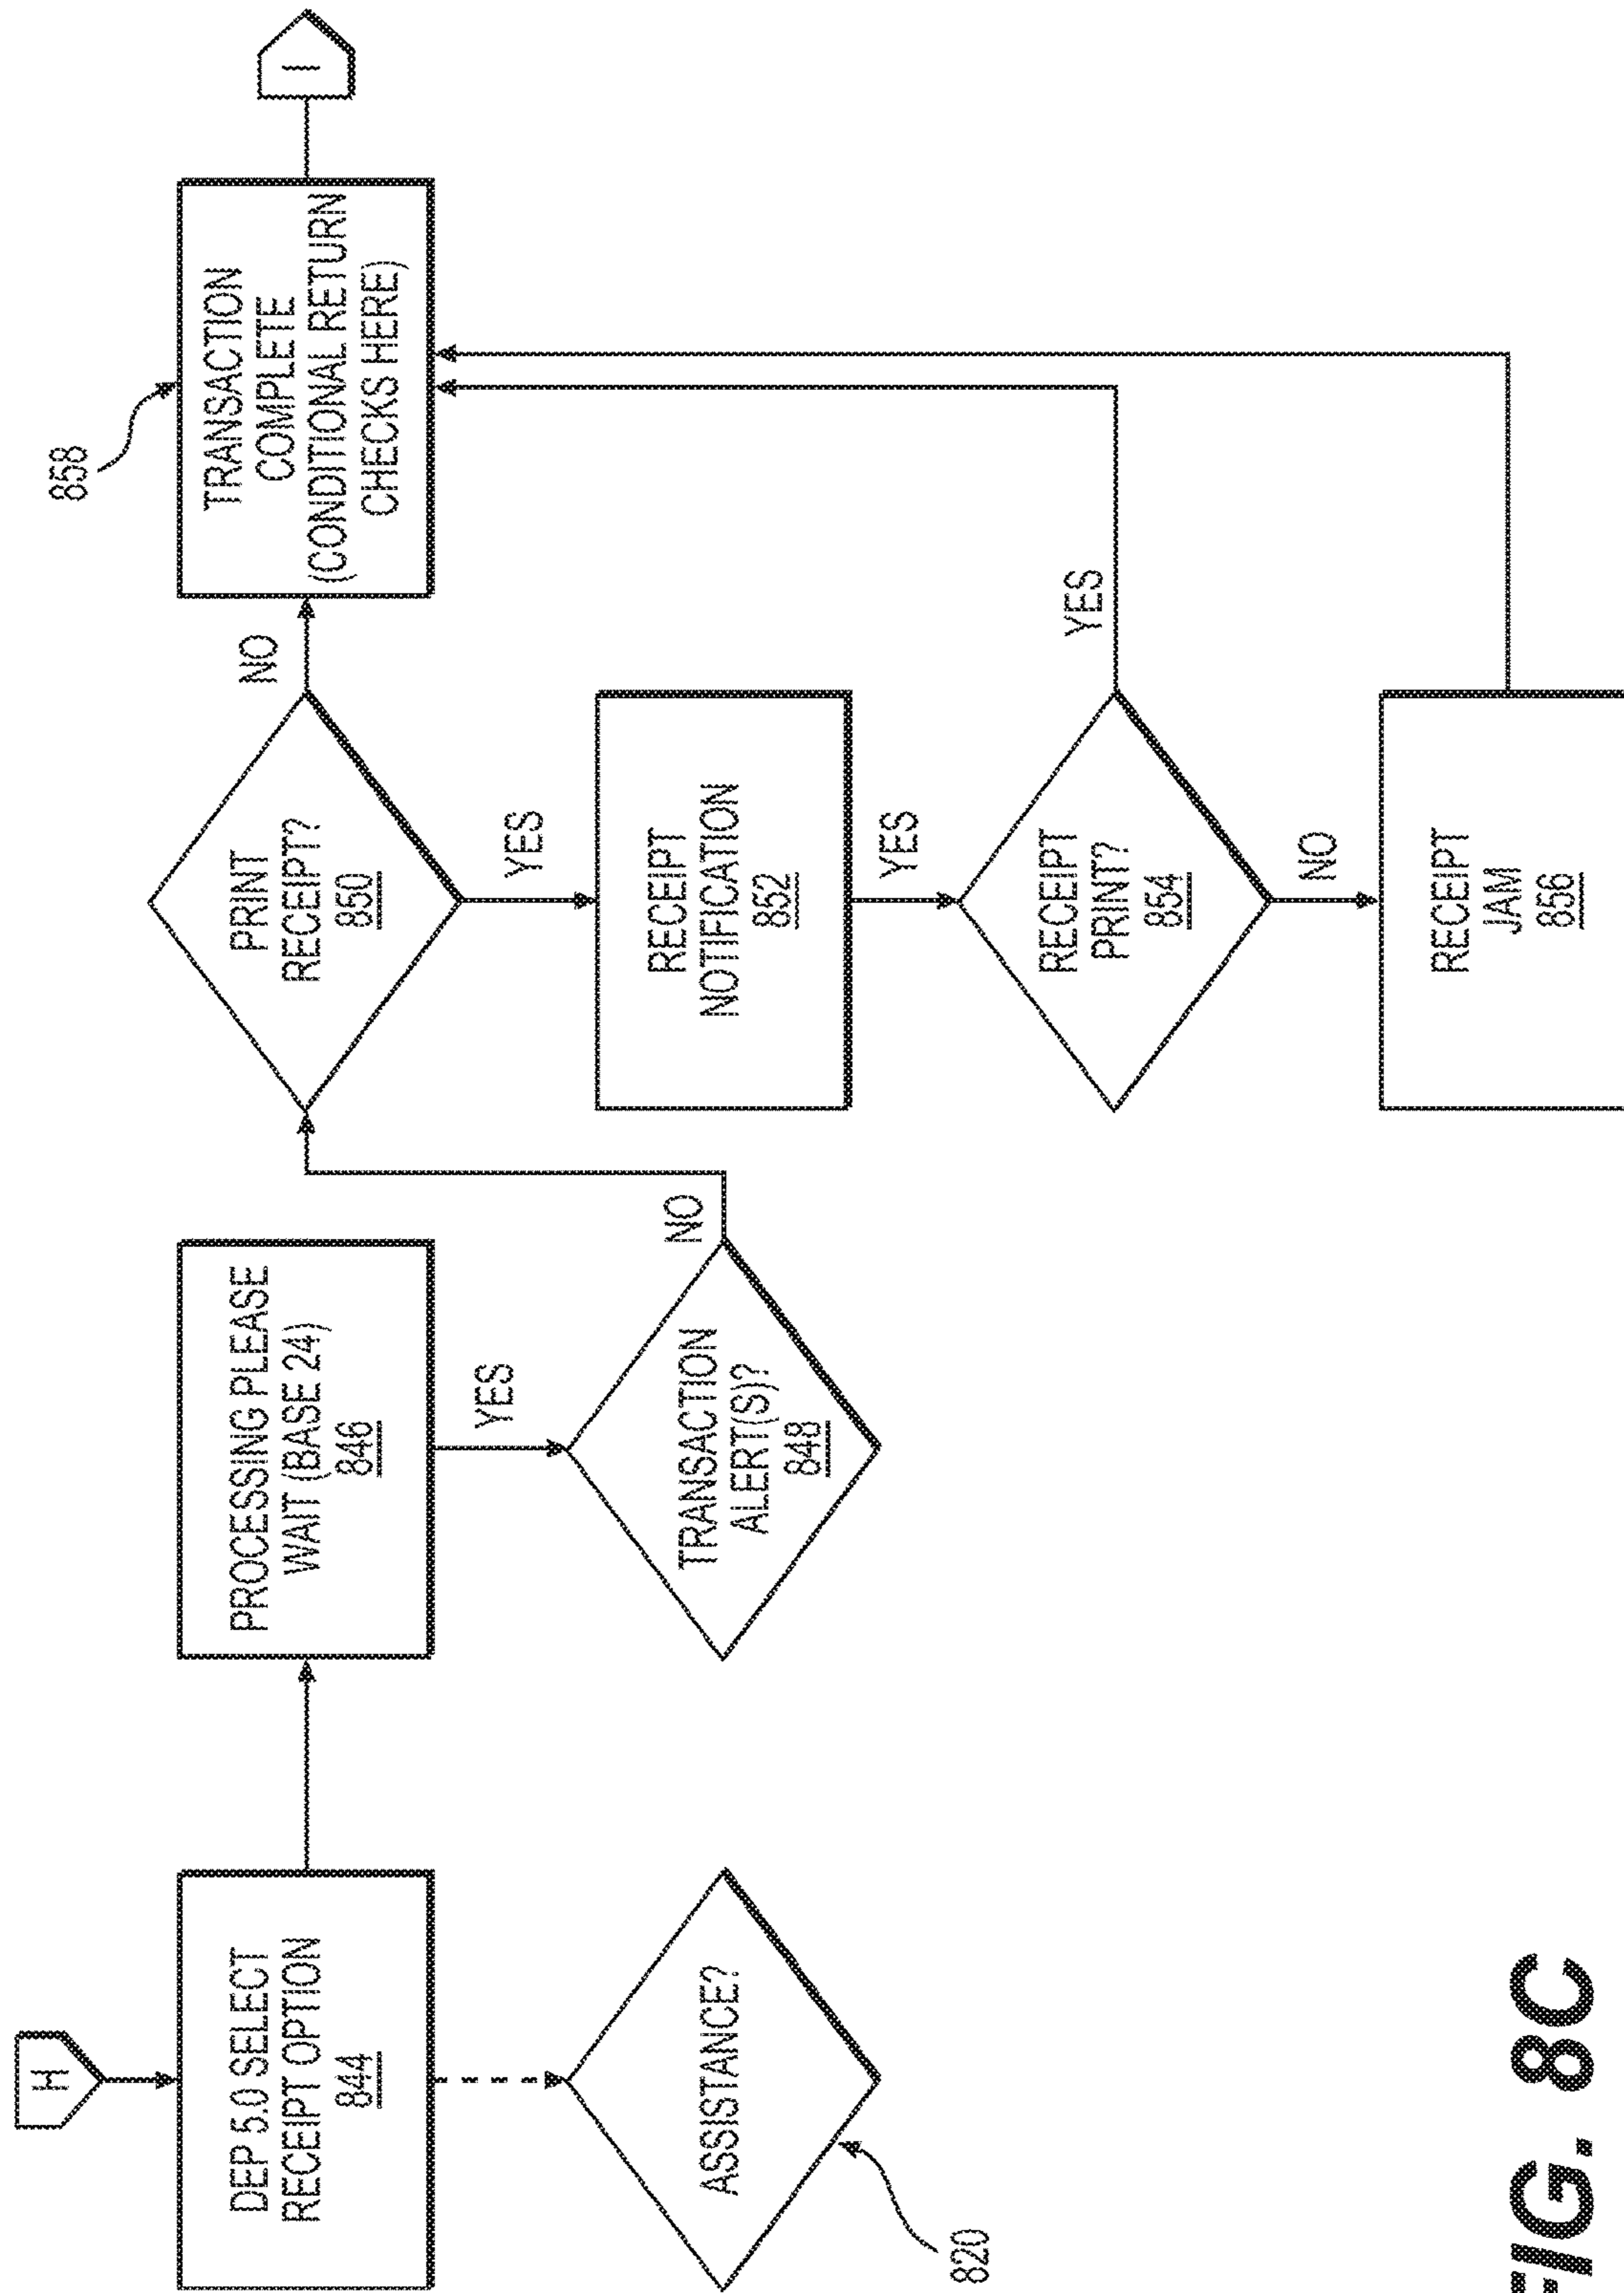 H
DEP 5.0 SELECT
RECEIPT OPTION
844
ASSISTANCE?
820
PROCESSING PLEASE
WAIT (BASE 24)
846
YES
TRANSACTION
ALERT(S)?
848
NO
PRINT
RECEIPT?
850
NO
YES
RECEIPT
NOTIFICATION
852
YES
RECEIPT
PRINT?
854
YES
NO
RECEIPT
JAM
856
858
TRANSACTION
COMPLETE
(CONDITIONAL RETURN
CHECKS HERE)
I
FIG. 8C